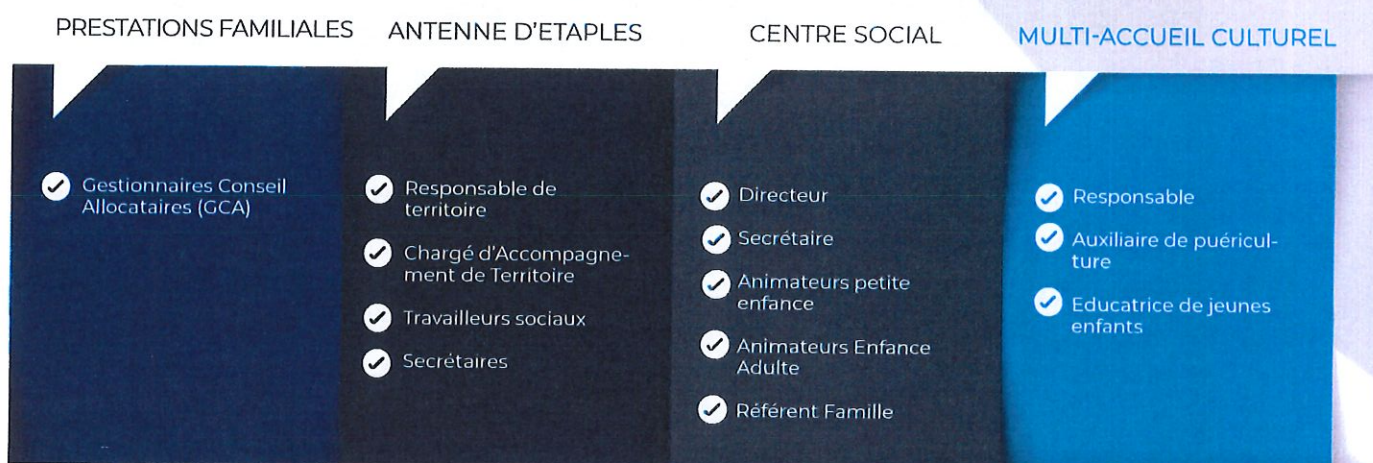 PRESTATIONS FAMILIALES
Gestionnaires Conseil
Allocataires (GCA)
ANTENNE D'ETAPLES
Responsable de
territoire
Chargé d'Accompagne-
ment de Territoire
Travailleurs sociaux
Secrétaires
CENTRE SOCIAL
Directeur
Secrétaire
Animateurs petite
enfance
Animateurs Enfance
Adulte
Référent Famille
MULTI-ACCUEIL CULTUREL
Responsable
Auxiliaire de puéricul-
ture
Educatrice de jeunes
enfants